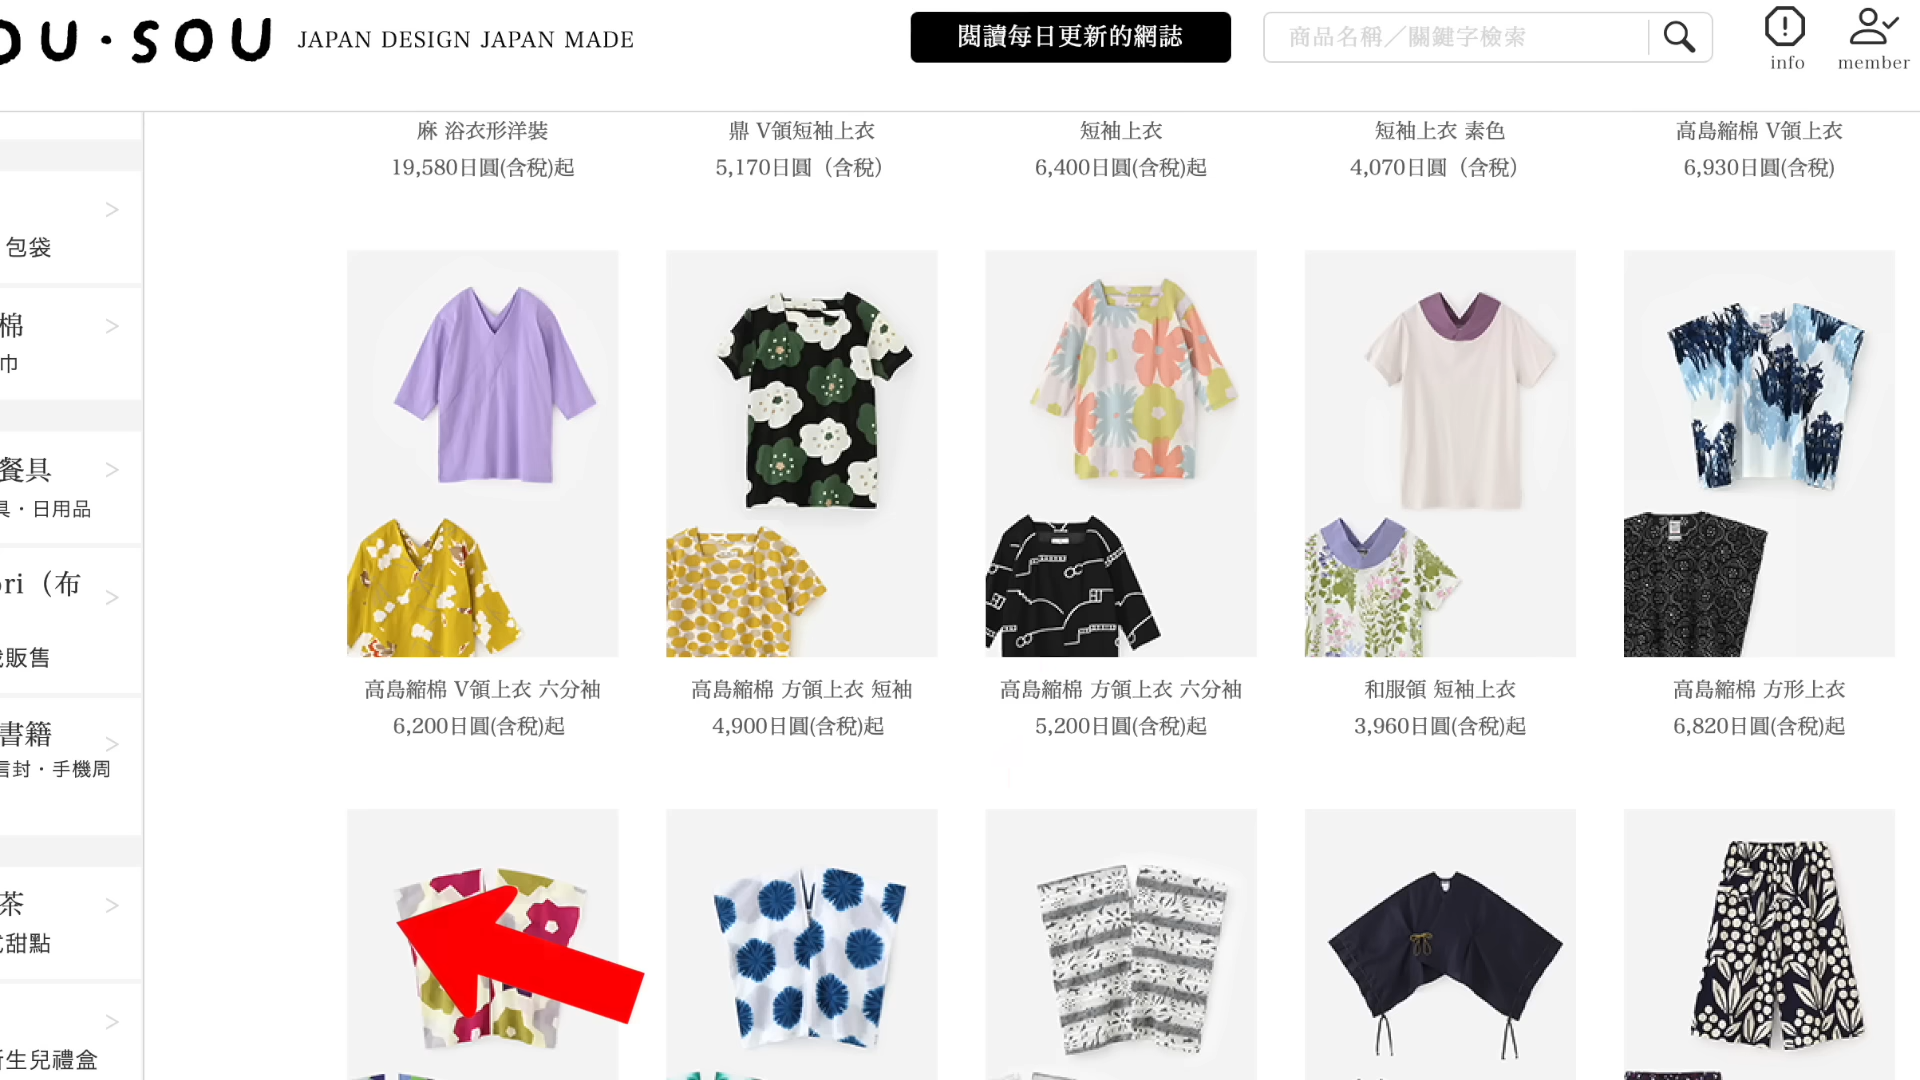 OU·SOU
JAPAN DESIGN JAPAN MADE
閱讀每日更新的網誌
商品名稱／關鍵字檢索
info
member
麻 浴衣形洋裝
19,580日圓(含稅)起
鼎 V領短袖上衣
5,170日圓（含稅）
短袖上衣
6,400日圓(含稅)起
短袖上衣 素色
4,070日圓（含稅）
高島縮棉 V領上衣
6,930日圓(含稅)
>
包袋
棉
>
巾
餐具
>
具・日用品
ori（布
>
販售
書籍
>
信封・手機周
茶
>
式甜點
>
新生兒禮盒
高島縮棉 V領上衣 六分袖
6,200日圓(含稅)起
高島縮棉 方領上衣 短袖
4,900日圓(含稅)起
高島縮棉 方領上衣 六分袖
5,200日圓(含稅)起
和服領 短袖上衣
3,960日圓(含稅)起
高島縮棉 方形上衣
6,820日圓(含稅)起